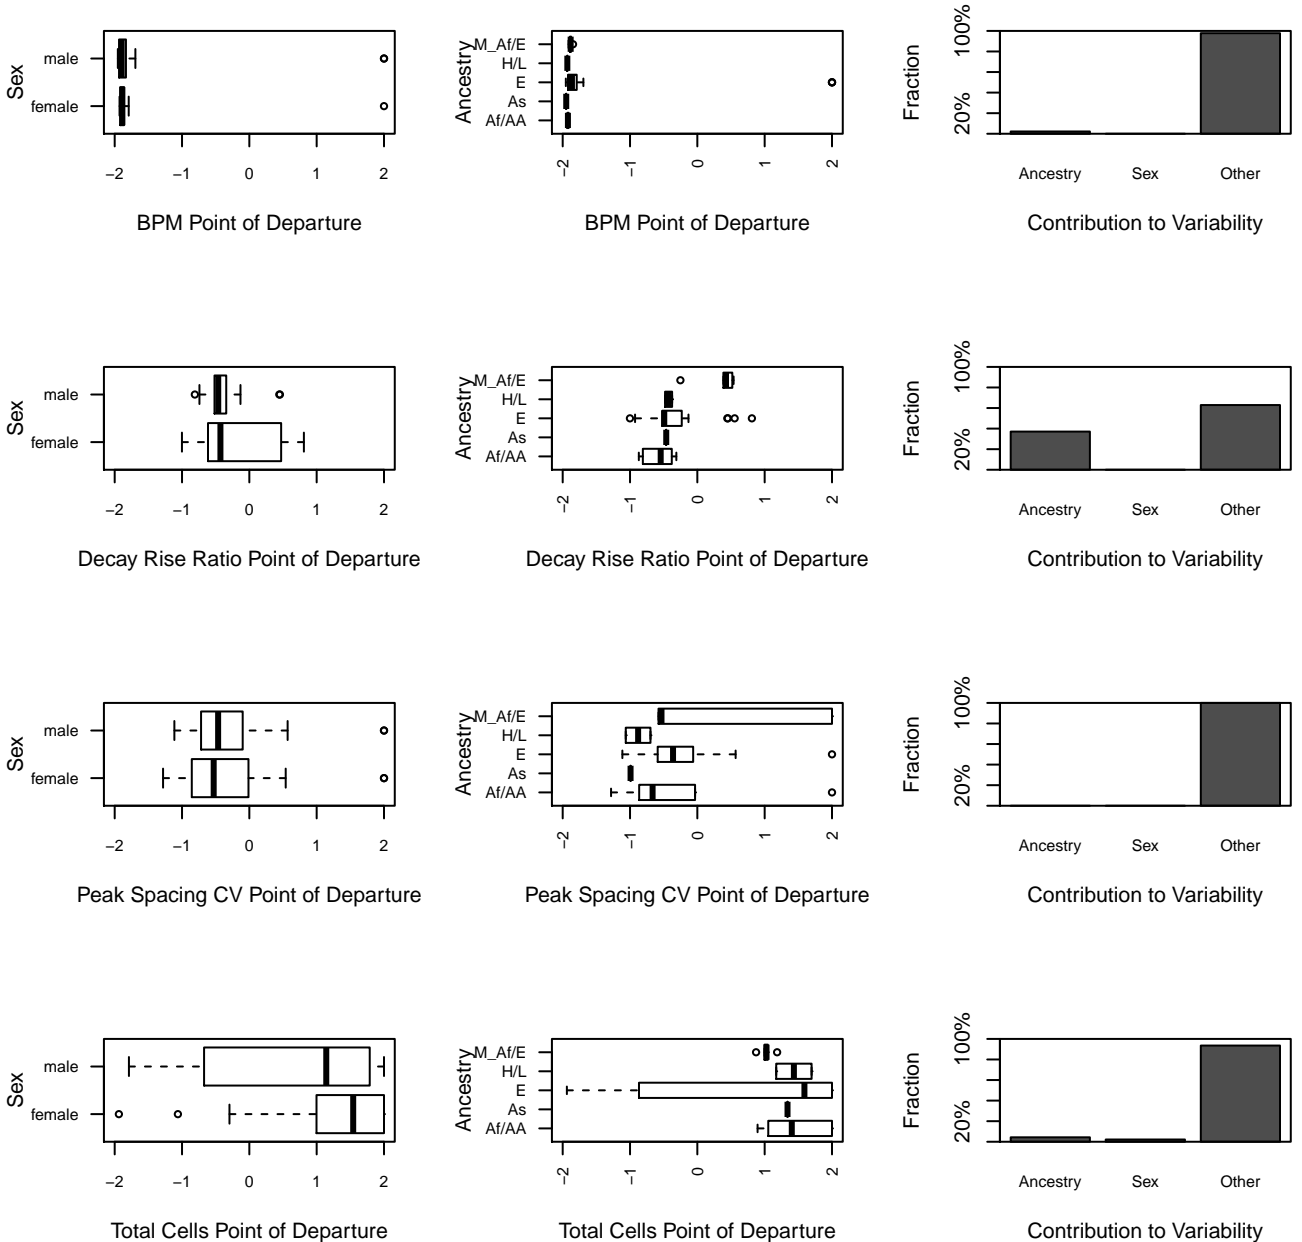 Sex
male
female
−2 −1 0 1 2
BPM Point of Departure
Ancestry
M_Af/E
H/L
E
As
Af/AA
−2 −1 0 1 2
BPM Point of Departure
Fraction
20% 100%
Ancestry Sex Other
Contribution to Variability
Sex
male
female
−2 −1 0 1 2
Decay Rise Ratio Point of Departure
Ancestry
M_Af/E
H/L
E
As
Af/AA
−2 −1 0 1 2
Decay Rise Ratio Point of Departure
Fraction
20% 100%
Ancestry Sex Other
Contribution to Variability
Sex
male
female
−2 −1 0 1 2
Peak Spacing CV Point of Departure
Ancestry
M_Af/E
H/L
E
As
Af/AA
−2 −1 0 1 2
Peak Spacing CV Point of Departure
Fraction
20% 100%
Ancestry Sex Other
Contribution to Variability
Sex
male
female
−2 −1 0 1 2
Total Cells Point of Departure
Ancestry
M_Af/E
H/L
E
As
Af/AA
−2 −1 0 1 2
Total Cells Point of Departure
Fraction
20% 100%
Ancestry Sex Other
Contribution to Variability